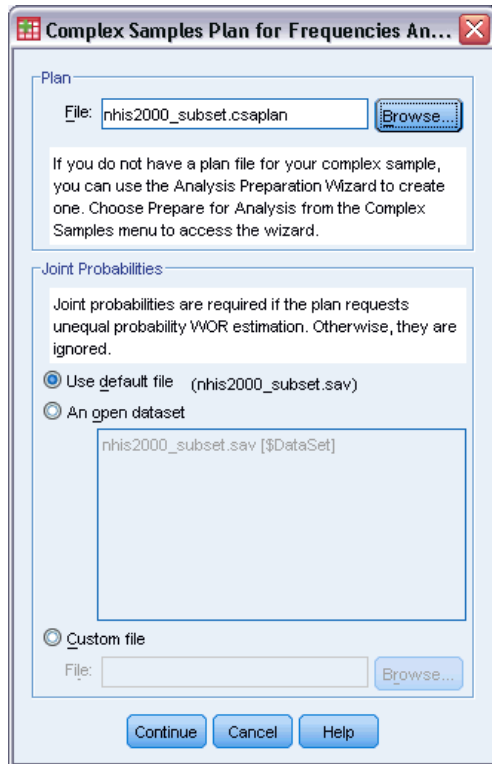 Complex Samples Plan for Frequencies An...
Plan
File: nhis2000_subset.csaplan Browse...
If you do not have a plan file for your complex sample,
you can use the Analysis Preparation Wizard to create
one. Choose Prepare for Analysis from the Complex
Samples menu to access the wizard.
Joint Probabilities
Joint probabilities are required if the plan requests
unequal probability WOR estimation. Otherwise, they are
ignored.
Use default file (nhis2000_subset.sav)
An open dataset
nhis2000_subset.sav [$DataSet]
Custom file
File: Browse...
Continue Cancel Help